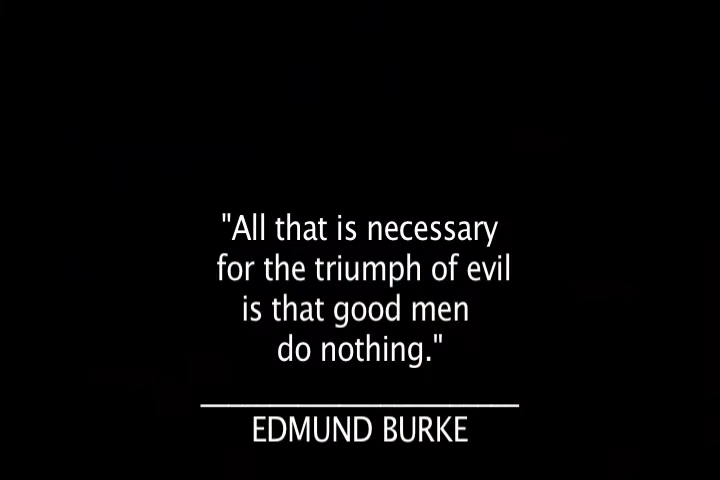 "All that is necessary
for the triumph of evil
is that good men
do nothing."
EDMUND BURKE